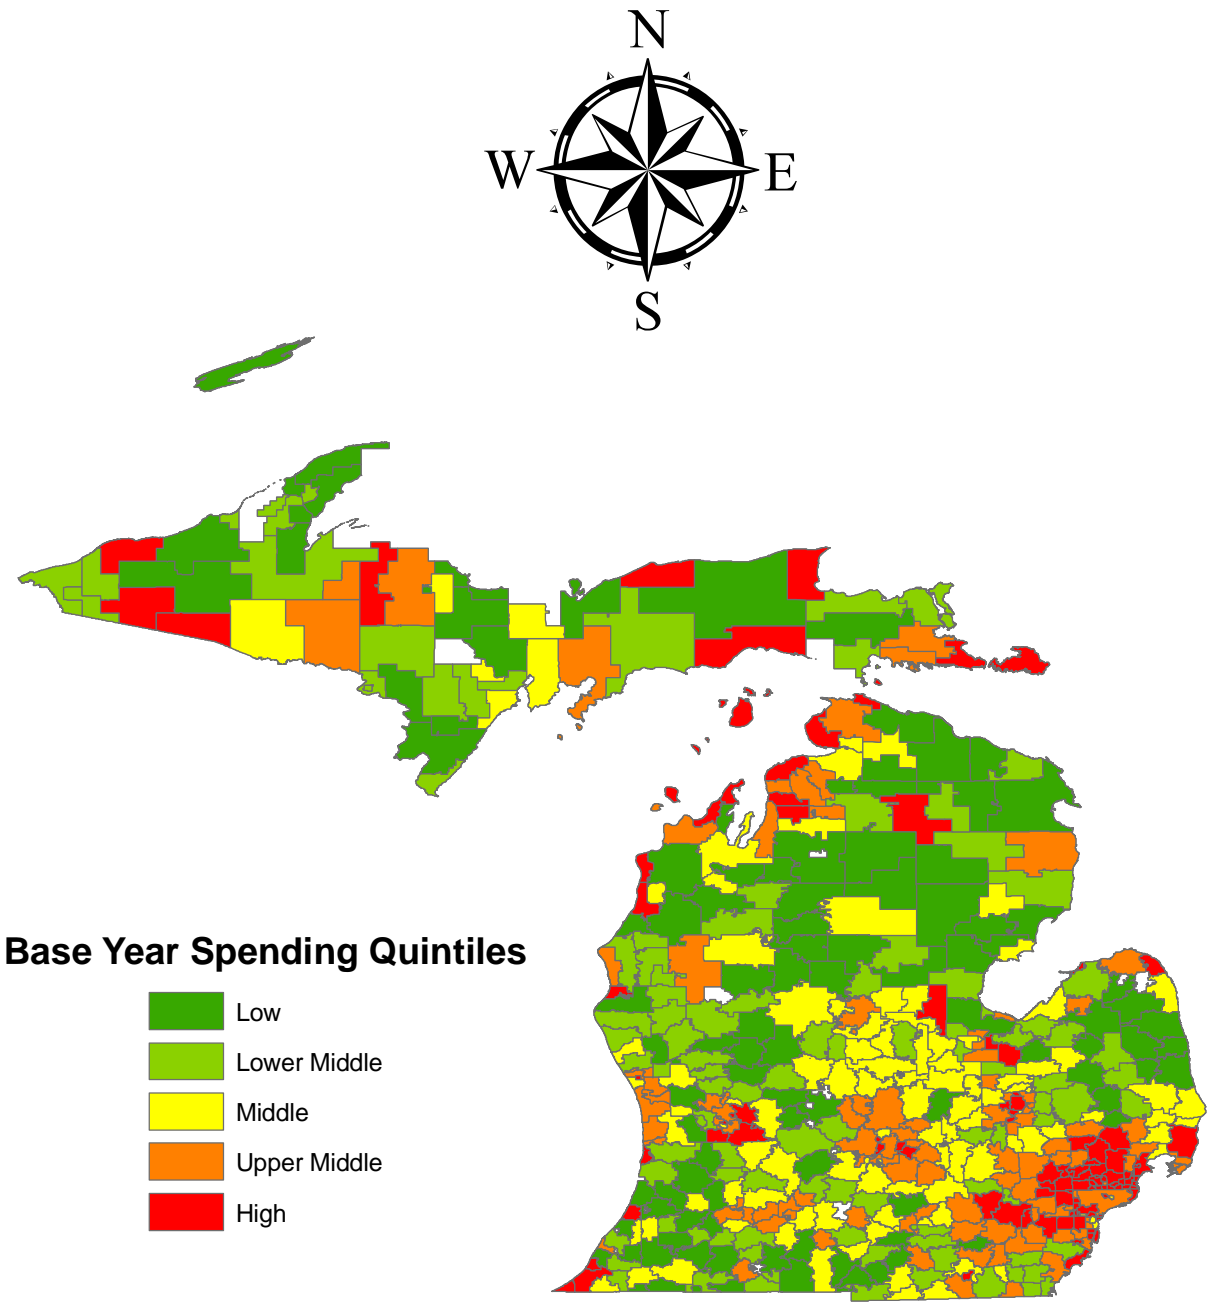 N
W
E
S
Base Year Spending Quintiles
Low
Lower Middle
Middle
Upper Middle
High